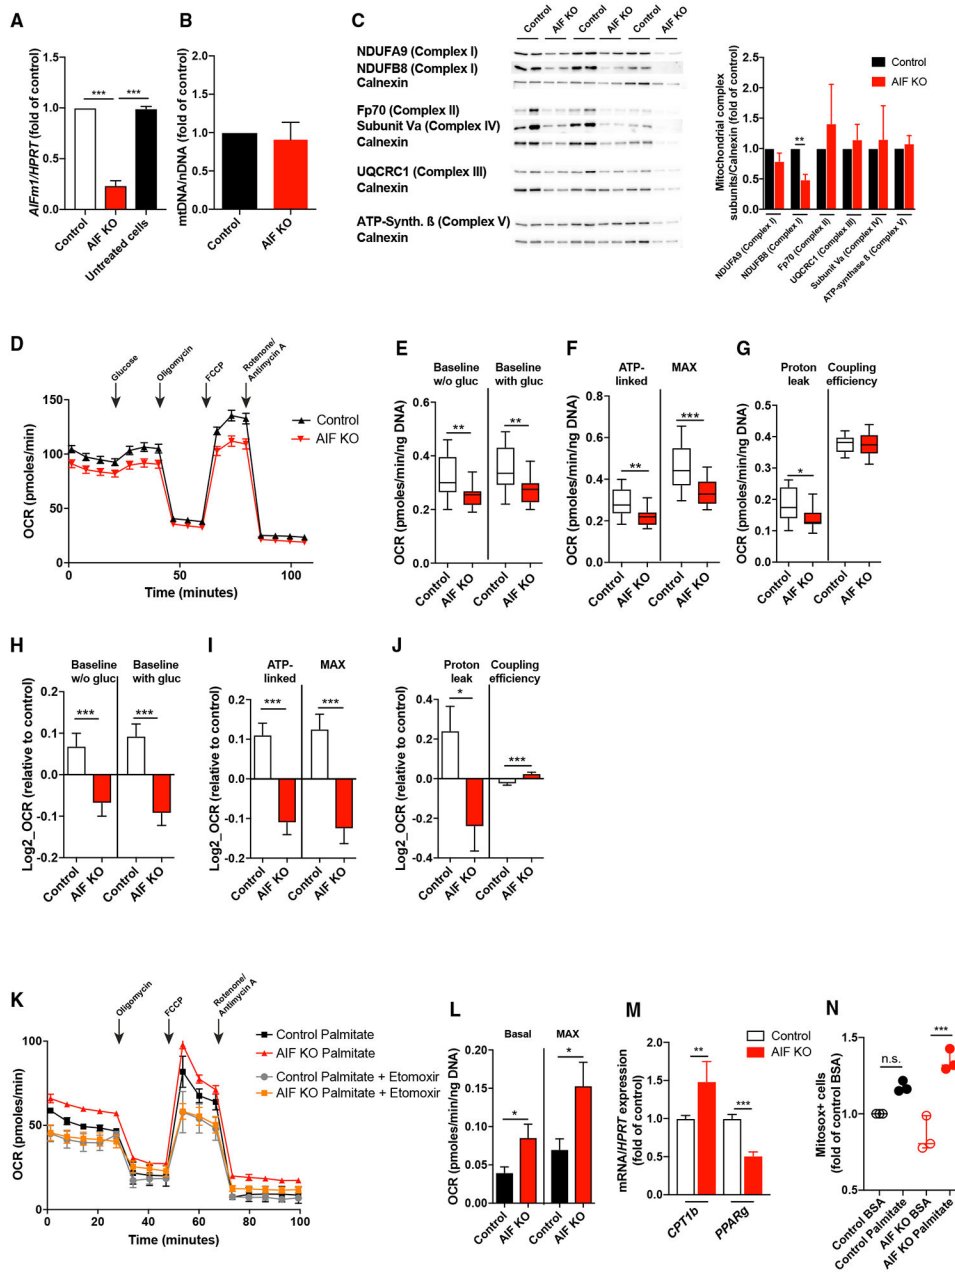 A
AIFm1/HPRT (fold of control)
1.5
1.0
0.5
0.0
***
***
Control
AIF KO
Untreated cells
B
mtDNA/nDNA (fold of control)
2.0
1.5
1.0
0.5
0.0
Control
AIF KO
C
Control
AIF KO
Control
AIF KO
Control
AIF KO
NDUFA9 (Complex I)
NDUFB8 (Complex I)
Calnexin
Fp70 (Complex II)
Subunit Va (Complex IV)
Calnexin
UQCRC1 (Complex III)
Calnexin
ATP-Synth. ß (Complex V)
Calnexin
Mitochondrial complex
subunits/Calnexin (fold of control)
2.5
2.0
1.5
1.0
0.5
0.0
**
Control
AIF KO
NDUFA9 (Complex I)
NDUFB8 (Complex I)
Fp70 (Complex II)
UQCRC1 (Complex III)
Subunit Va (Complex IV)
ATP-synthase ß (Complex V)
D
Glucose
Oligomycin
FCCP
Rotenone/
Antimycin A
OCR (pmoles/min)
150
100
50
0
0
50
100
Time (minutes)
Control
AIF KO
E
Baseline
w/o gluc
Baseline
with gluc
OCR (pmoles/min/ng DNA)
0.6
0.4
0.2
0.0
**
**
Control
AIF KO
Control
AIF KO
F
ATP-
linked
MAX
OCR (pmoles/min/ng DNA)
0.8
0.6
0.4
0.2
0.0
**
***
Control
AIF KO
Control
AIF KO
G
Proton
leak
Coupling
efficiency
OCR (pmoles/min/ng DNA)
0.5
0.4
0.3
0.2
0.1
0.0
*
Control
AIF KO
Control
AIF KO
H
Baseline
w/o gluc
Baseline
with gluc
Log2_OCR (relative to control)
0.2
0.1
0.0
-0.1
-0.2
***
***
Control
AIF KO
Control
AIF KO
I
ATP-
linked
MAX
Log2_OCR (relative to control)
0.2
0.1
0.0
-0.1
-0.2
***
***
Control
AIF KO
Control
AIF KO
J
Proton
leak
Coupling
efficiency
Log2_OCR (relative to control)
0.4
0.2
0.0
-0.2
-0.4
*
***
Control
AIF KO
Control
AIF KO
K
Oligomycin
FCCP
Rotenone/
Antimycin A
OCR (pmoles/min)
100
50
0
0
20
40
60
80
100
Time (minutes)
Control Palmitate
AIF KO Palmitate
Control Palmitate + Etomoxir
AIF KO Palmitate + Etomoxir
L
Basal
MAX
OCR (pmoles/min/ng DNA)
0.20
0.15
0.10
0.05
0.00
*
*
Control
AIF KO
Control
AIF KO
M
Control
AIF KO
mRNA/HPRT expression
(fold of control)
2.0
1.5
1.0
0.5
0.0
**
***
CPT1b
PPARg
N
Mitosox+ cells
(fold of control BSA)
1.5
1.0
0.5
n.s.
***
Control BSA
Control Palmitate
AIF KO BSA
AIF KO Palmitate